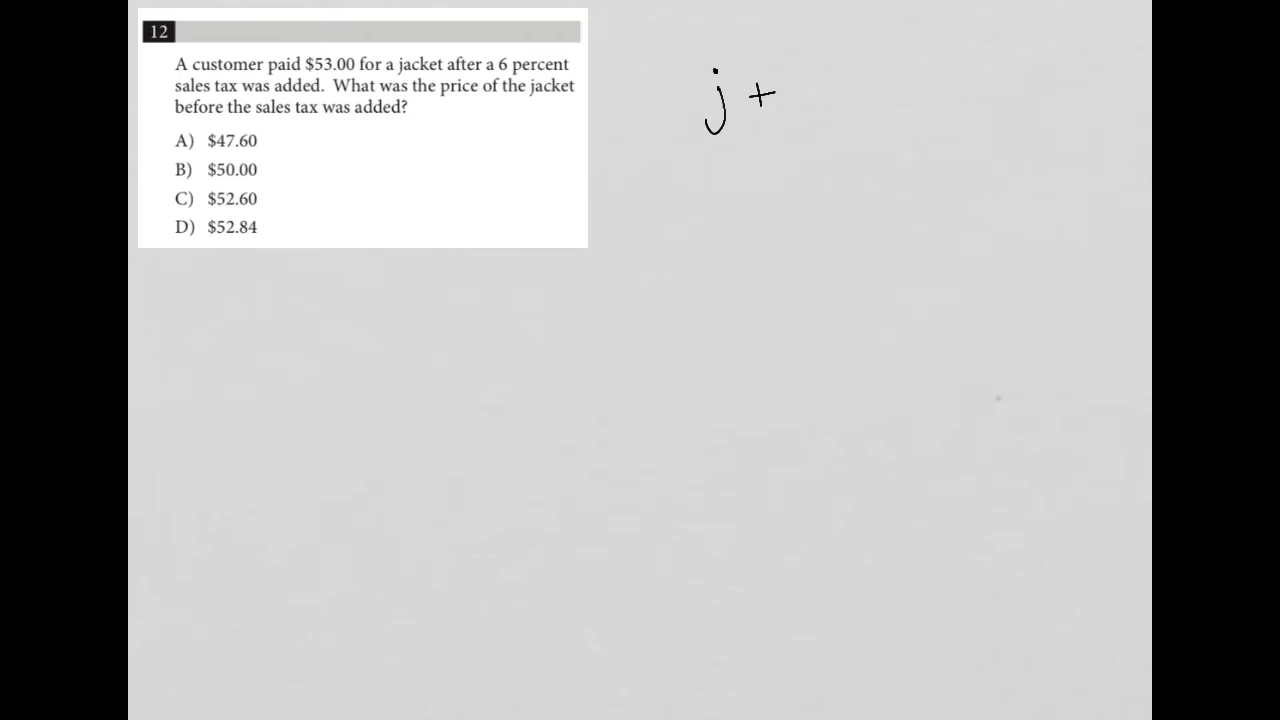 12
A customer paid $53.00 for a jacket after a 6 percent
sales tax was added. What was the price of the jacket
before the sales tax was added?
A) $47.60
B) $50.00
C) $52.60
D) $52.84
j +